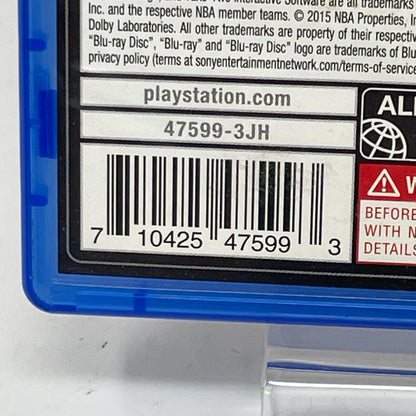 Inc. and the respective NBA member teams. © 2015 NBA Properties, In
Dolby Laboratories. All other trademarks are property of their respectiv
"Blu-ray Disc", "Blu-ray" and "Blu-ray Disc" logo are trademarks of Blu
privacy policy (terms at sonyentertainmentnetwork.com/terms-of-service
playstation.com
47599-3JH
ALL
7 10425 47599 3
BEFORE
WITH N
DETAILS